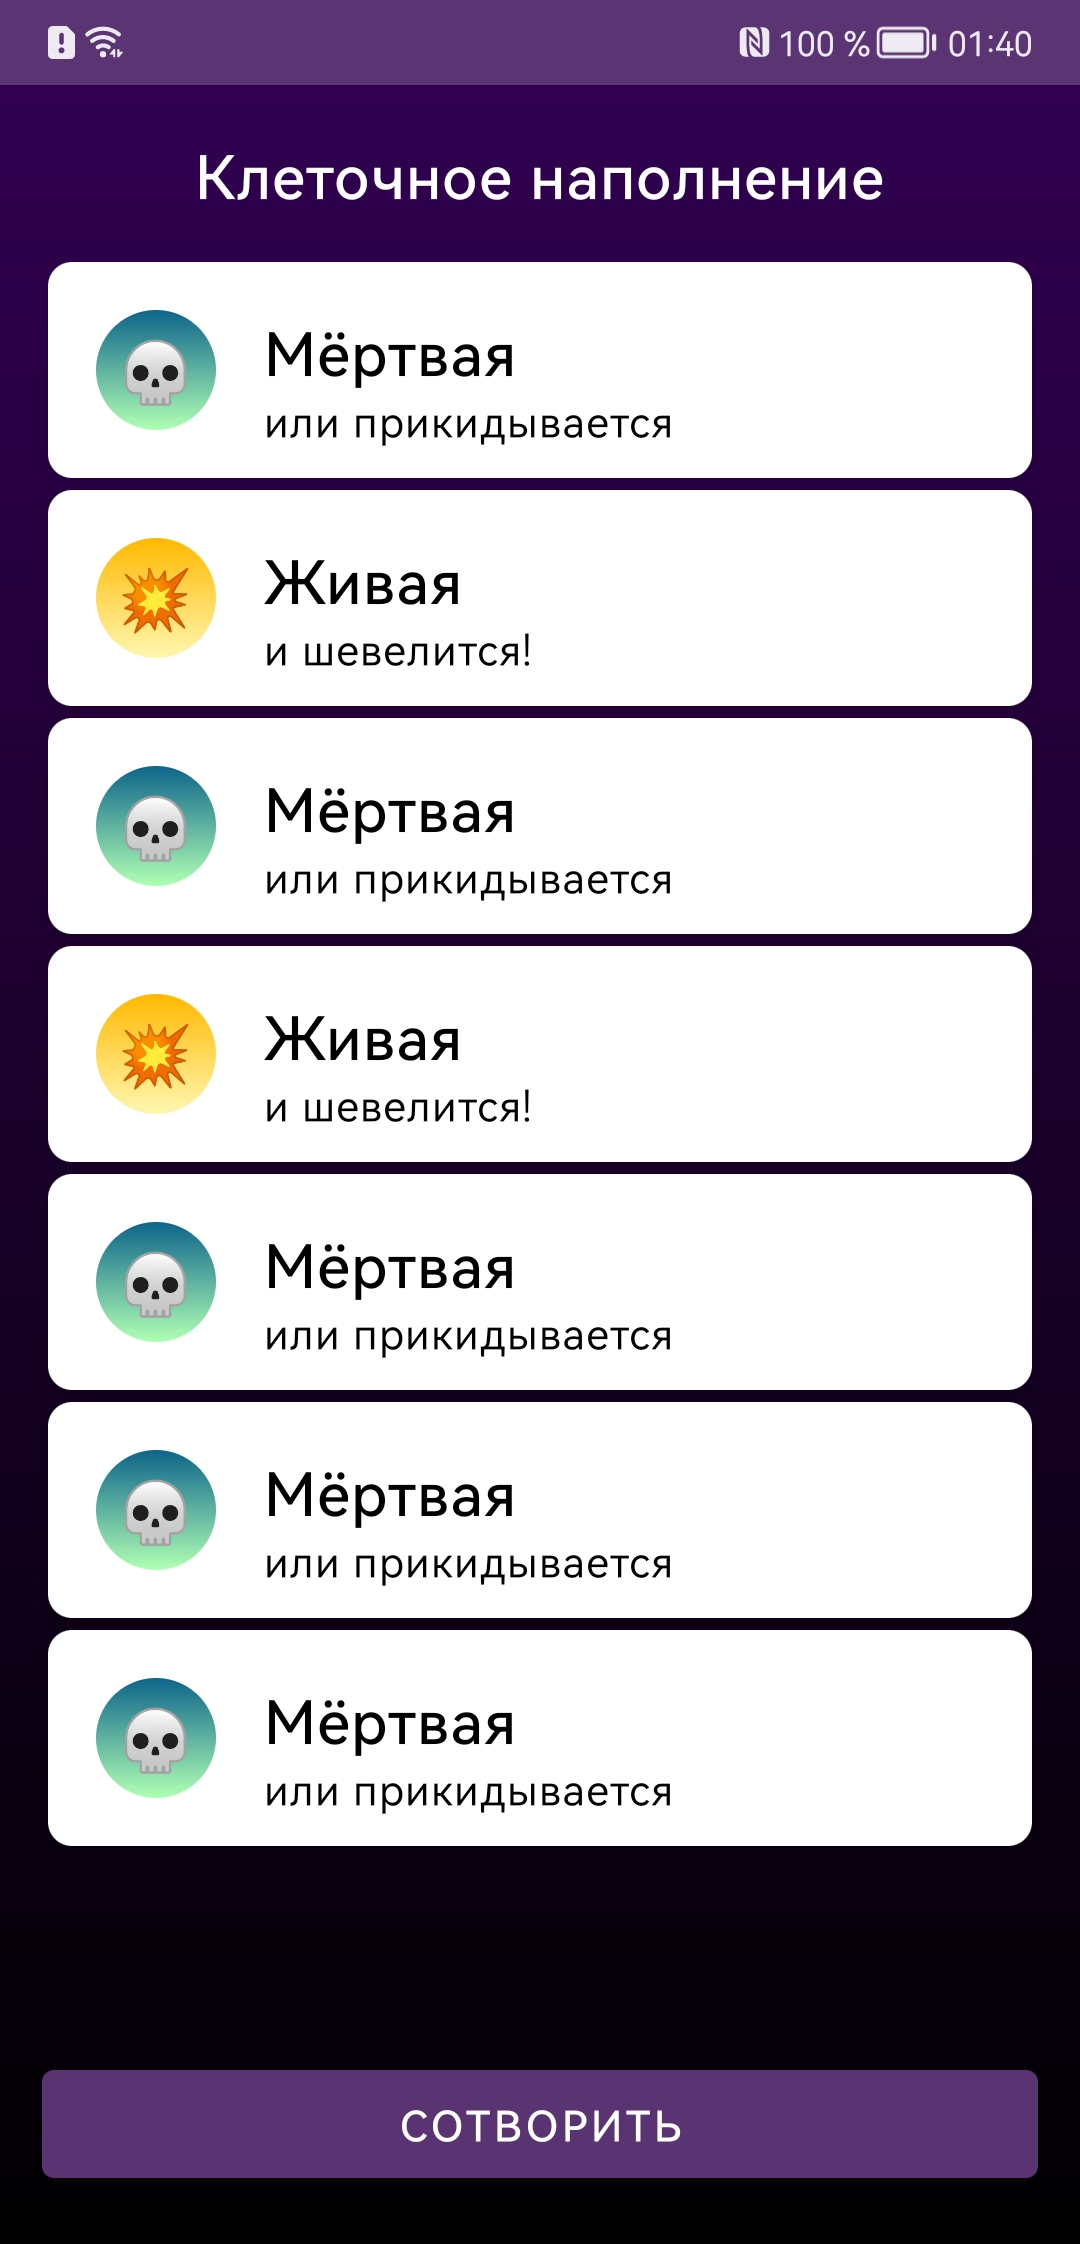 100 % 01:40
Клеточное наполнение
Мёртвая
или прикидывается
Живая
и шевелится!
Мёртвая
или прикидывается
Живая
и шевелится!
Мёртвая
или прикидывается
Мёртвая
или прикидывается
Мёртвая
или прикидывается
СОТВОРИТЬ